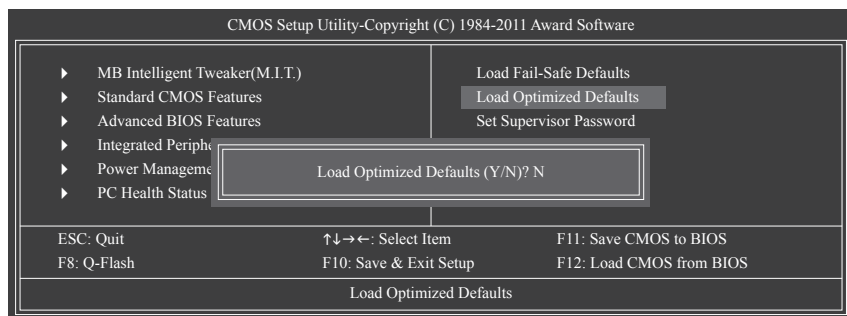 CMOS Setup Utility-Copyright (C) 1984-2011 Award Software
MB Intelligent Tweaker(M.I.T.)
Standard CMOS Features
Advanced BIOS Features
Integrated Periphe
Power Manageme
PC Health Status
Load Fail-Safe Defaults
Load Optimized Defaults
Set Supervisor Password
Load Optimized Defaults (Y/N)? N
ESC: Quit ↑↓→←: Select Item F11: Save CMOS to BIOS
F8: Q-Flash F10: Save & Exit Setup F12: Load CMOS from BIOS
Load Optimized Defaults